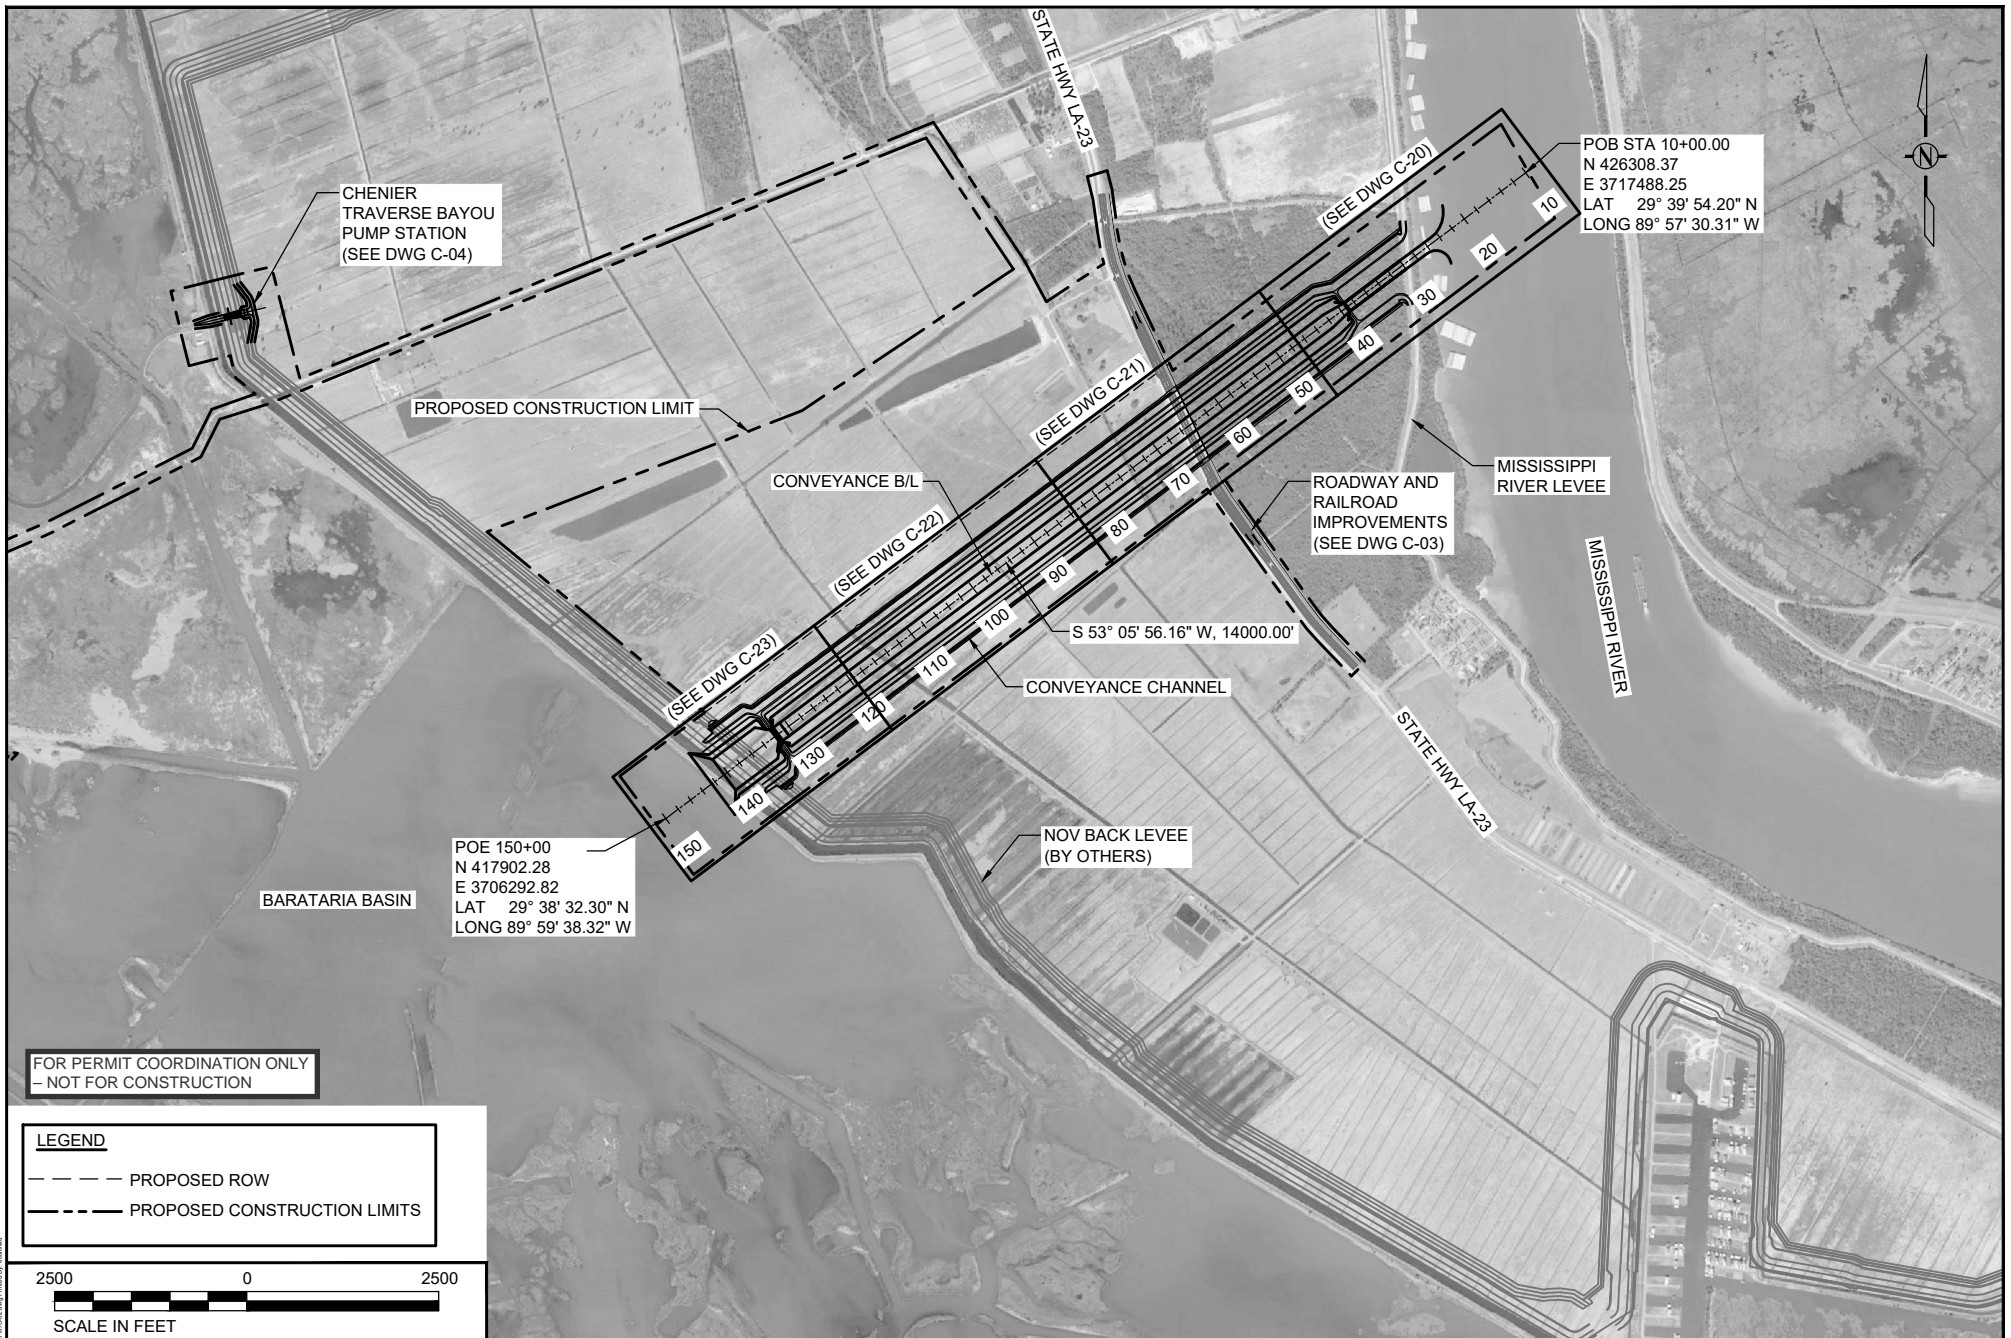 STATE HWY LA-23
POB STA 10+00.00
N 426308.37
E 3717488.25
LAT 29° 39' 54.20" N
LONG 89° 57' 30.31" W
N
(SEE DWG C-20)
10
20
30
40
50
60
70
80
90
100
110
120
130
140
150
CHENIER
TRAVERSE BAYOU
PUMP STATION
(SEE DWG C-04)
PROPOSED CONSTRUCTION LIMIT
(SEE DWG C-21)
CONVEYANCE B/L
MISSISSIPPI
RIVER LEVEE
ROADWAY AND
RAILROAD
IMPROVEMENTS
(SEE DWG C-03)
(SEE DWG C-22)
MISSISSIPPI RIVER
S 53° 05' 56.16" W, 14000.00'
(SEE DWG C-23)
CONVEYANCE CHANNEL
STATE HWY LA-23
POE 150+00
N 417902.28
E 3706292.82
LAT 29° 38' 32.30" N
LONG 89° 59' 38.32" W
NOV BACK LEVEE
(BY OTHERS)
BARATARIA BASIN
FOR PERMIT COORDINATION ONLY
– NOT FOR CONSTRUCTION
LEGEND
PROPOSED ROW
PROPOSED CONSTRUCTION LIMITS
2500 0 2500
SCALE IN FEET